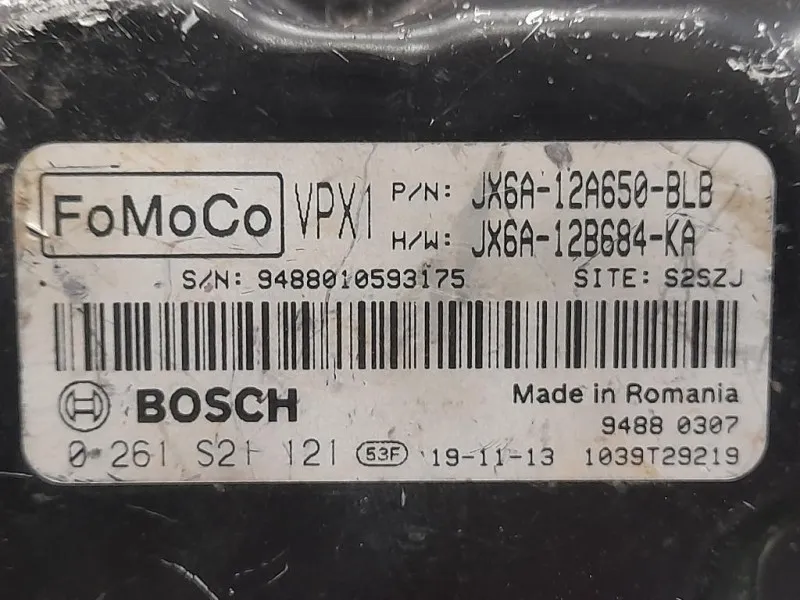 FoMoCo VPX1 P/N: JX6A-12A650-BLB
H/W: JX6A-12B684-KA
S/N: 9488010593175 SITE: S2SZJ
BOSCH Made in Romania
9488 0307
0 261 S21 121 53F 19-11-13 1039T29219